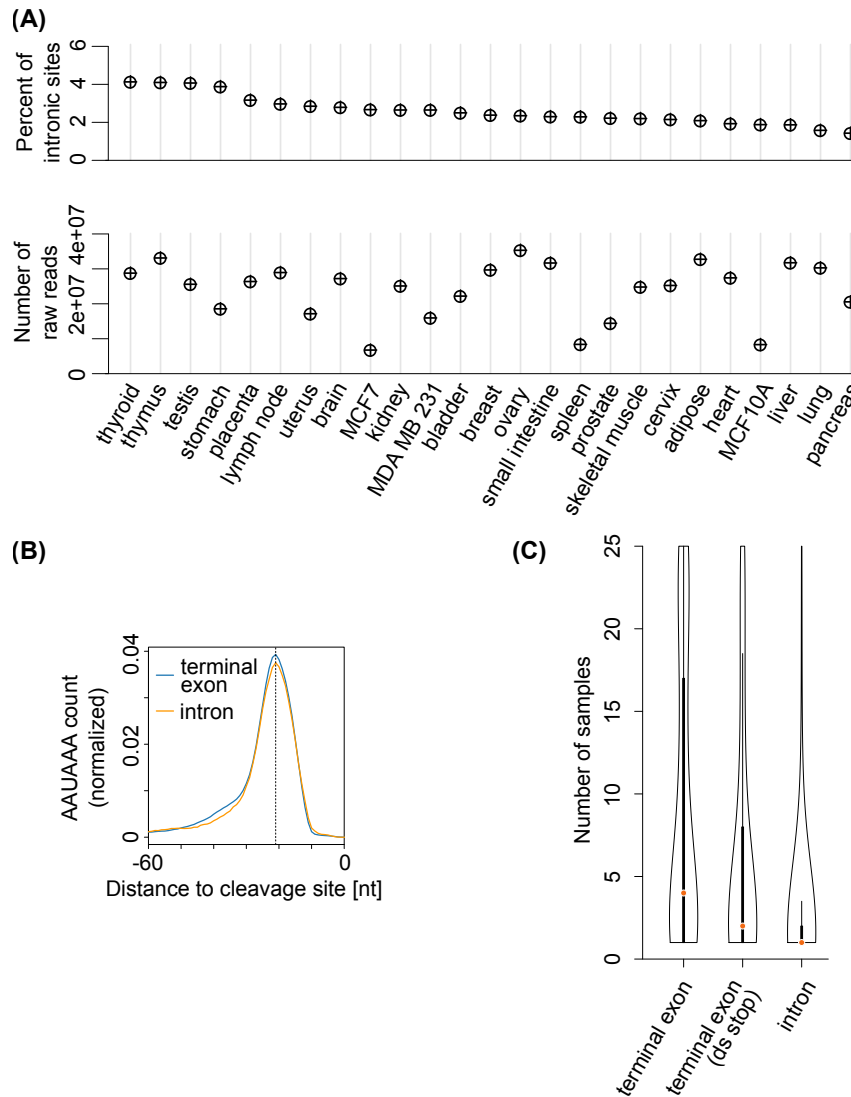 (A)
Percent of
intronic sites
6
4
2
0
Number of
raw reads
4e+07
2e+07
0
thyroid
thymus
testis
stomach
placenta
lymph node
uterus
brain
MCF7
kidney
MDA MB 231
bladder
breast
ovary
small intestine
spleen
prostate
skeletal muscle
cervix
adipose
heart
MCF10A
liver
lung
pancreas
(B)
AAUAAA count
(normalized)
0.04
0.02
0
terminal
exon
intron
-60
0
Distance to cleavage site [nt]
(C)
Number of samples
25
20
15
10
5
0
terminal exon
terminal exon
(ds stop)
intron